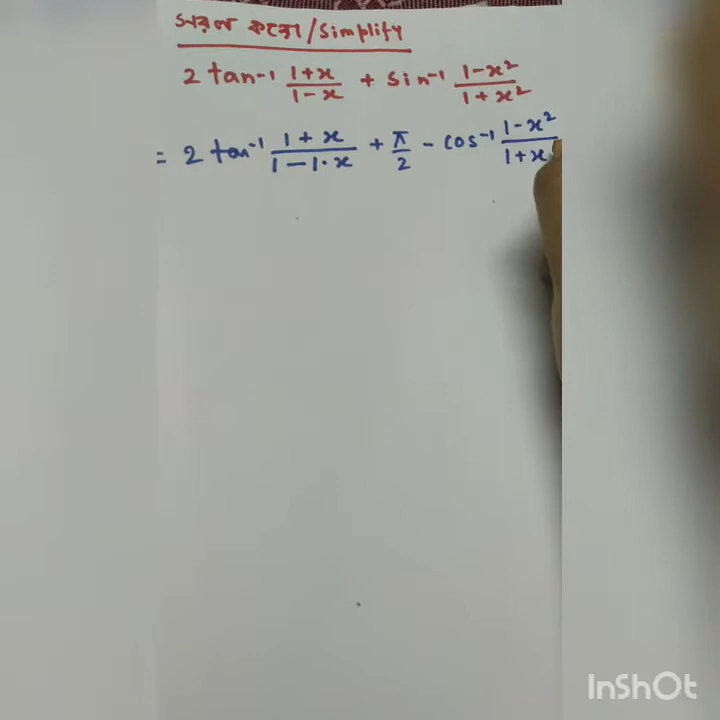 সরল করো/Simplify
2 tan⁻¹ (1+x)/(1-x) + sin⁻¹ (1-x²)/(1+x²)
= 2 tan⁻¹ (1+x)/(1-1·x) + π/2 - cos⁻¹ (1-x²)/(1+x
InShOt